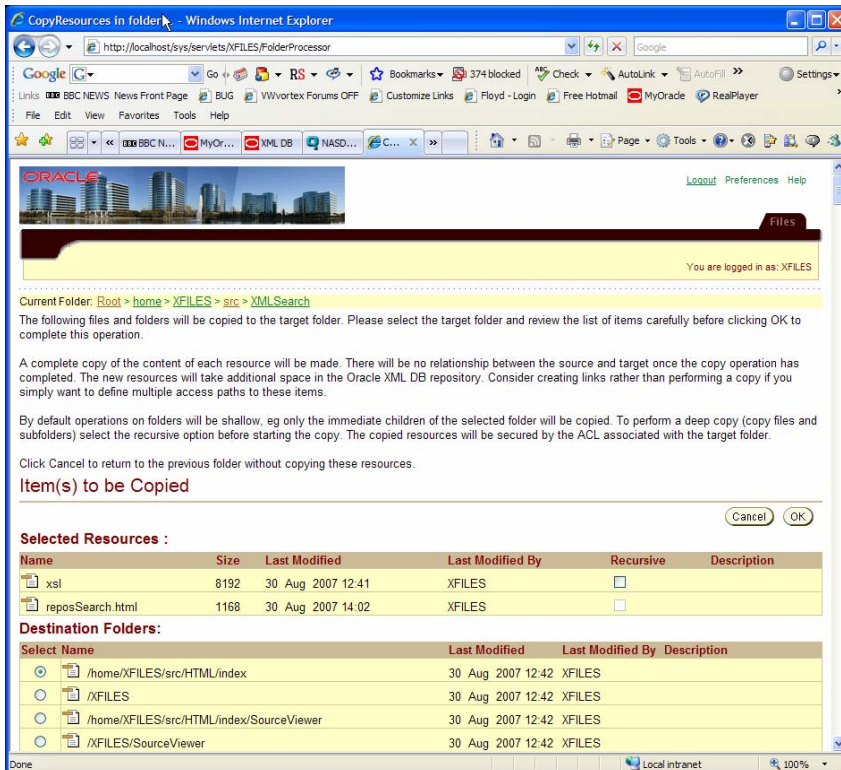 CopyResources in folder - Windows Internet Explorer
http://localhost/sys/servlets/XFILES/FolderProcessor
Google
Google G Go RS Bookmarks 374 blocked Check AutoLink AutoFill Settings
Links BBC NEWS News Front Page BUG VWvortex Forums OFF Customize Links Floyd - Login Free Hotmail MyOracle RealPlayer
File Edit View Favorites Tools Help
BBC N... MyOr... XML DB NASD... C... X Page Tools
ORACLE
Logout Preferences Help
Files
You are logged in as: XFILES
Current Folder: Root > home > XFILES > src > XMLSearch
The following files and folders will be copied to the target folder. Please select the target folder and review the list of items carefully before clicking OK to
complete this operation.
A complete copy of the content of each resource will be made. There will be no relationship between the source and target once the copy operation has
completed. The new resources will take additional space in the Oracle XML DB repository. Consider creating links rather than performing a copy if you
simply want to define multiple access paths to these items.
By default operations on folders will be shallow, eg only the immediate children of the selected folder will be copied. To perform a deep copy (copy files and
subfolders) select the recursive option before starting the copy. The copied resources will be secured by the ACL associated with the target folder.
Click Cancel to return to the previous folder without copying these resources.
Item(s) to be Copied
Cancel OK
Selected Resources :
Name Size Last Modified Last Modified By Recursive Description
xsl 8192 30 Aug 2007 12:41 XFILES
reposSearch.html 1168 30 Aug 2007 14:02 XFILES
Destination Folders:
Select Name Last Modified Last Modified By Description
/home/XFILES/src/HTML/index 30 Aug 2007 12:42 XFILES
/XFILES 30 Aug 2007 12:42 XFILES
/home/XFILES/src/HTML/index/SourceViewer 30 Aug 2007 12:42 XFILES
/XFILES/SourceViewer 30 Aug 2007 12:42 XFILES
Done Local intranet 100%